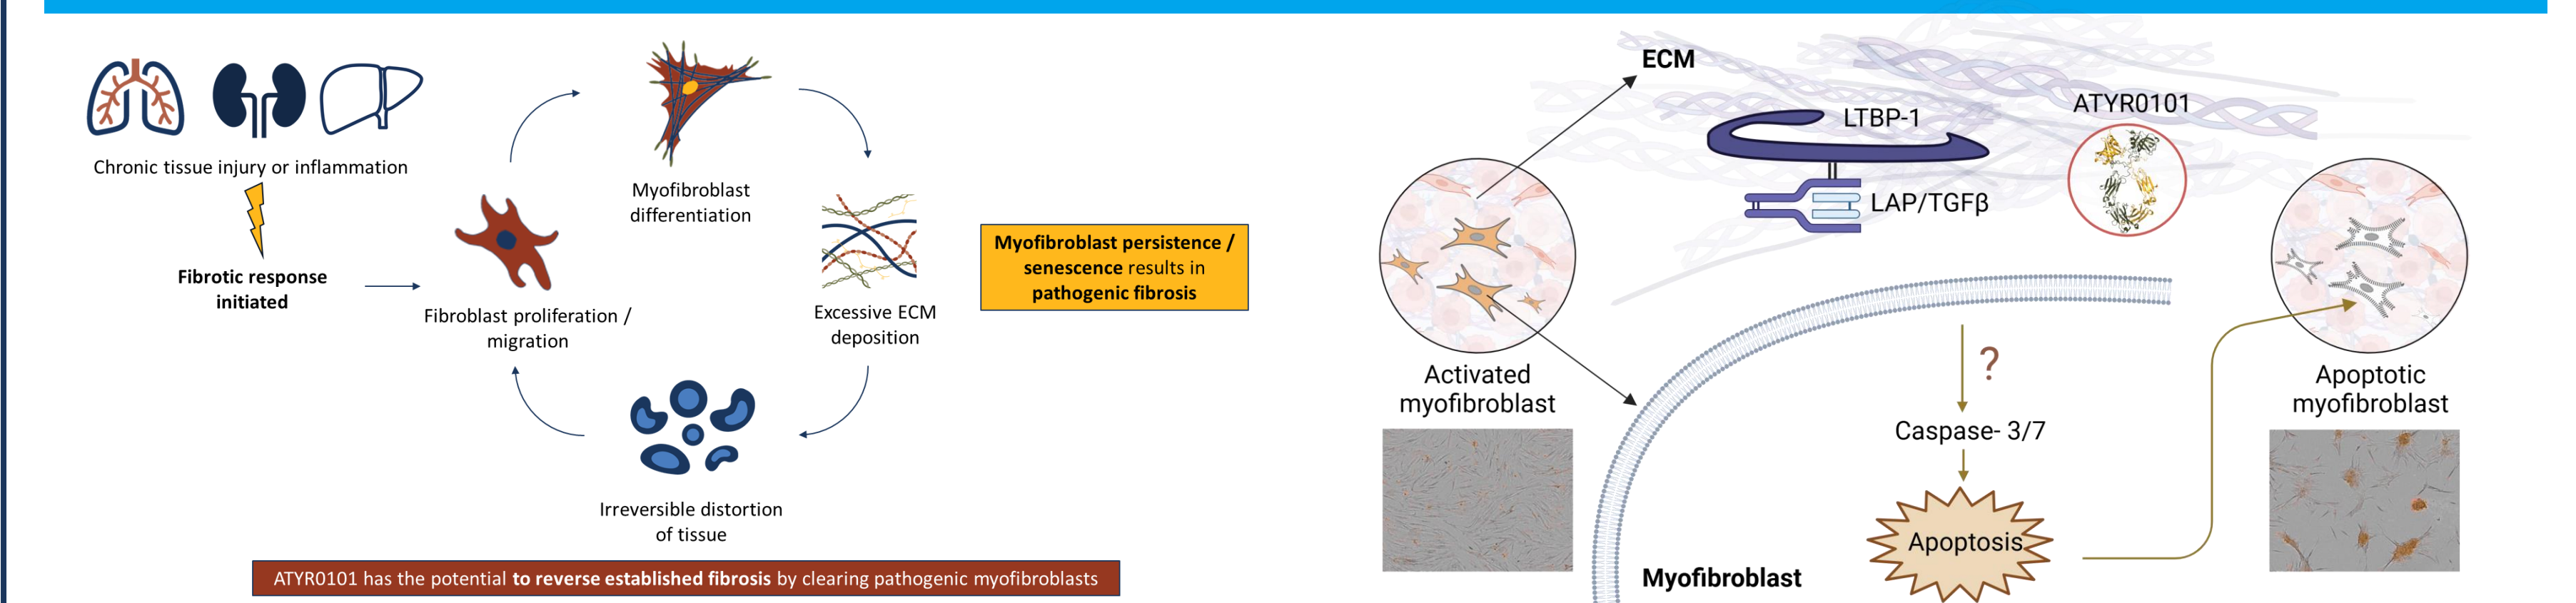 Chronic tissue injury or inflammation
Fibrotic response
initiated
Fibroblast proliferation /
migration
Myofibroblast
differentiation
Excessive ECM
deposition
Irreversible distortion
of tissue
Myofibroblast persistence /
senescence results in
pathogenic fibrosis
ATYR0101 has the potential to reverse established fibrosis by clearing pathogenic myofibroblasts
ECM
LTBP-1
LAP/TGFβ
ATYR0101
Activated
myofibroblast
?
Caspase- 3/7
Apoptosis
Myofibroblast
Apoptotic
myofibroblast